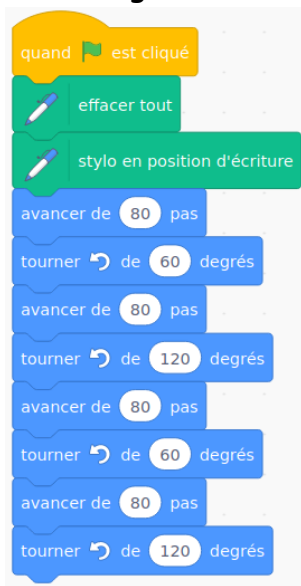 quand est cliqué
effacer tout
stylo en position d'écriture
avancer de 80 pas
tourner de 60 degrés
avancer de 80 pas
tourner de 120 degrés
avancer de 80 pas
tourner de 60 degrés
avancer de 80 pas
tourner de 120 degrés